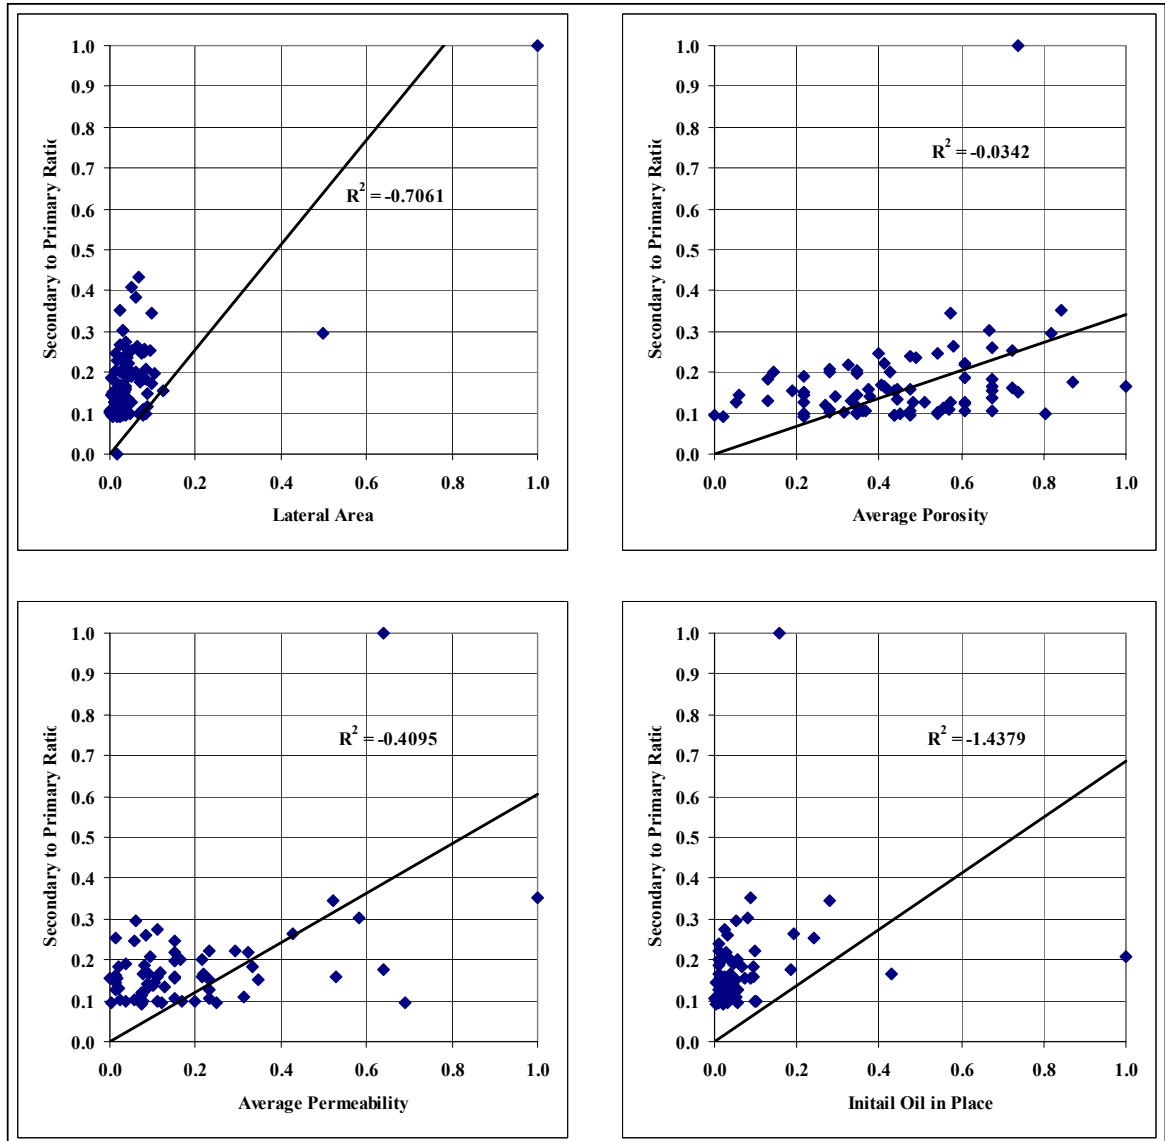 1.0
0.9
0.8
0.7
0.6
0.5
0.4
0.3
0.2
0.1
0.0
Secondary to Primary Ratio
R2 = -0.7061
0.0 0.2 0.4 0.6 0.8 1.0
Lateral Area
1.0
0.9
0.8
0.7
0.6
0.5
0.4
0.3
0.2
0.1
0.0
Secondary to Primary Ratio
R2 = -0.0342
0.0 0.2 0.4 0.6 0.8 1.0
Average Porosity
1.0
0.9
0.8
0.7
0.6
0.5
0.4
0.3
0.2
0.1
0.0
Secondary to Primary Ratio
R2 = -0.4095
0.0 0.2 0.4 0.6 0.8 1.0
Average Permeability
1.0
0.9
0.8
0.7
0.6
0.5
0.4
0.3
0.2
0.1
0.0
Secondary to Primary Ratio
R2 = -1.4379
0.0 0.2 0.4 0.6 0.8 1.0
Initail Oil in Place